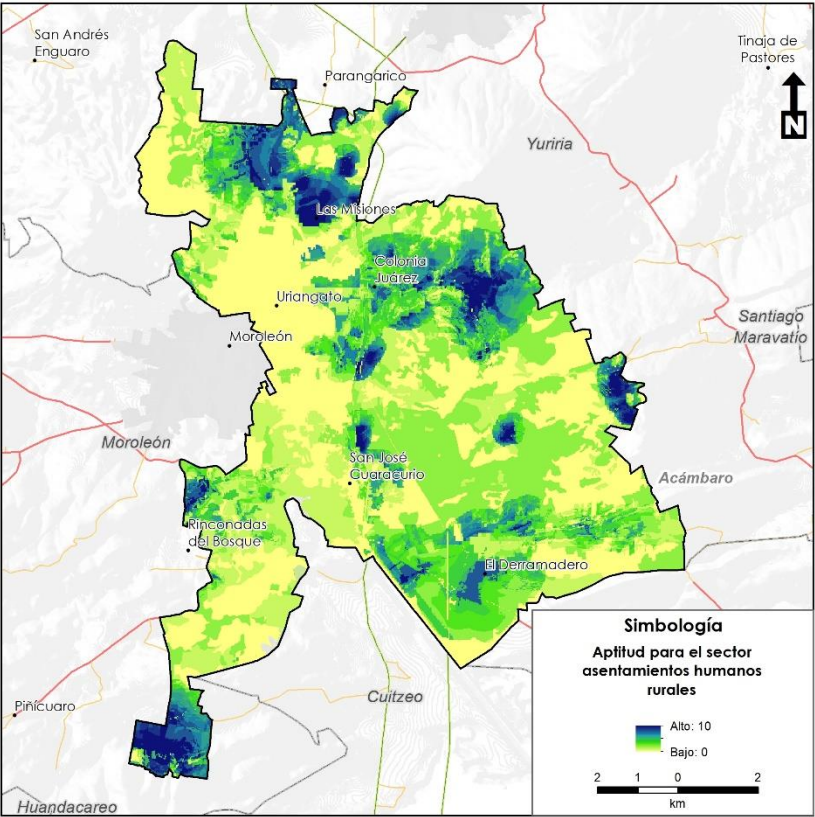 San Andrés
Enguaro
Tinaja de
Pastores
Parangarico
N
Yuriria
Las Misiones
Colonia
Juárez
Uriangato
Santiago
Maravatío
Moroleón
Moroleón
San José
Cuaracurio
Acámbaro
Rinconadas
del Bosque
El Derramadero
Simbología
Aptitud para el sector
asentamientos humanos
rurales
Cuitzeo
Piñícuaro
Alto: 10
Bajo: 0
2 1 0 2
km
Huandacareo